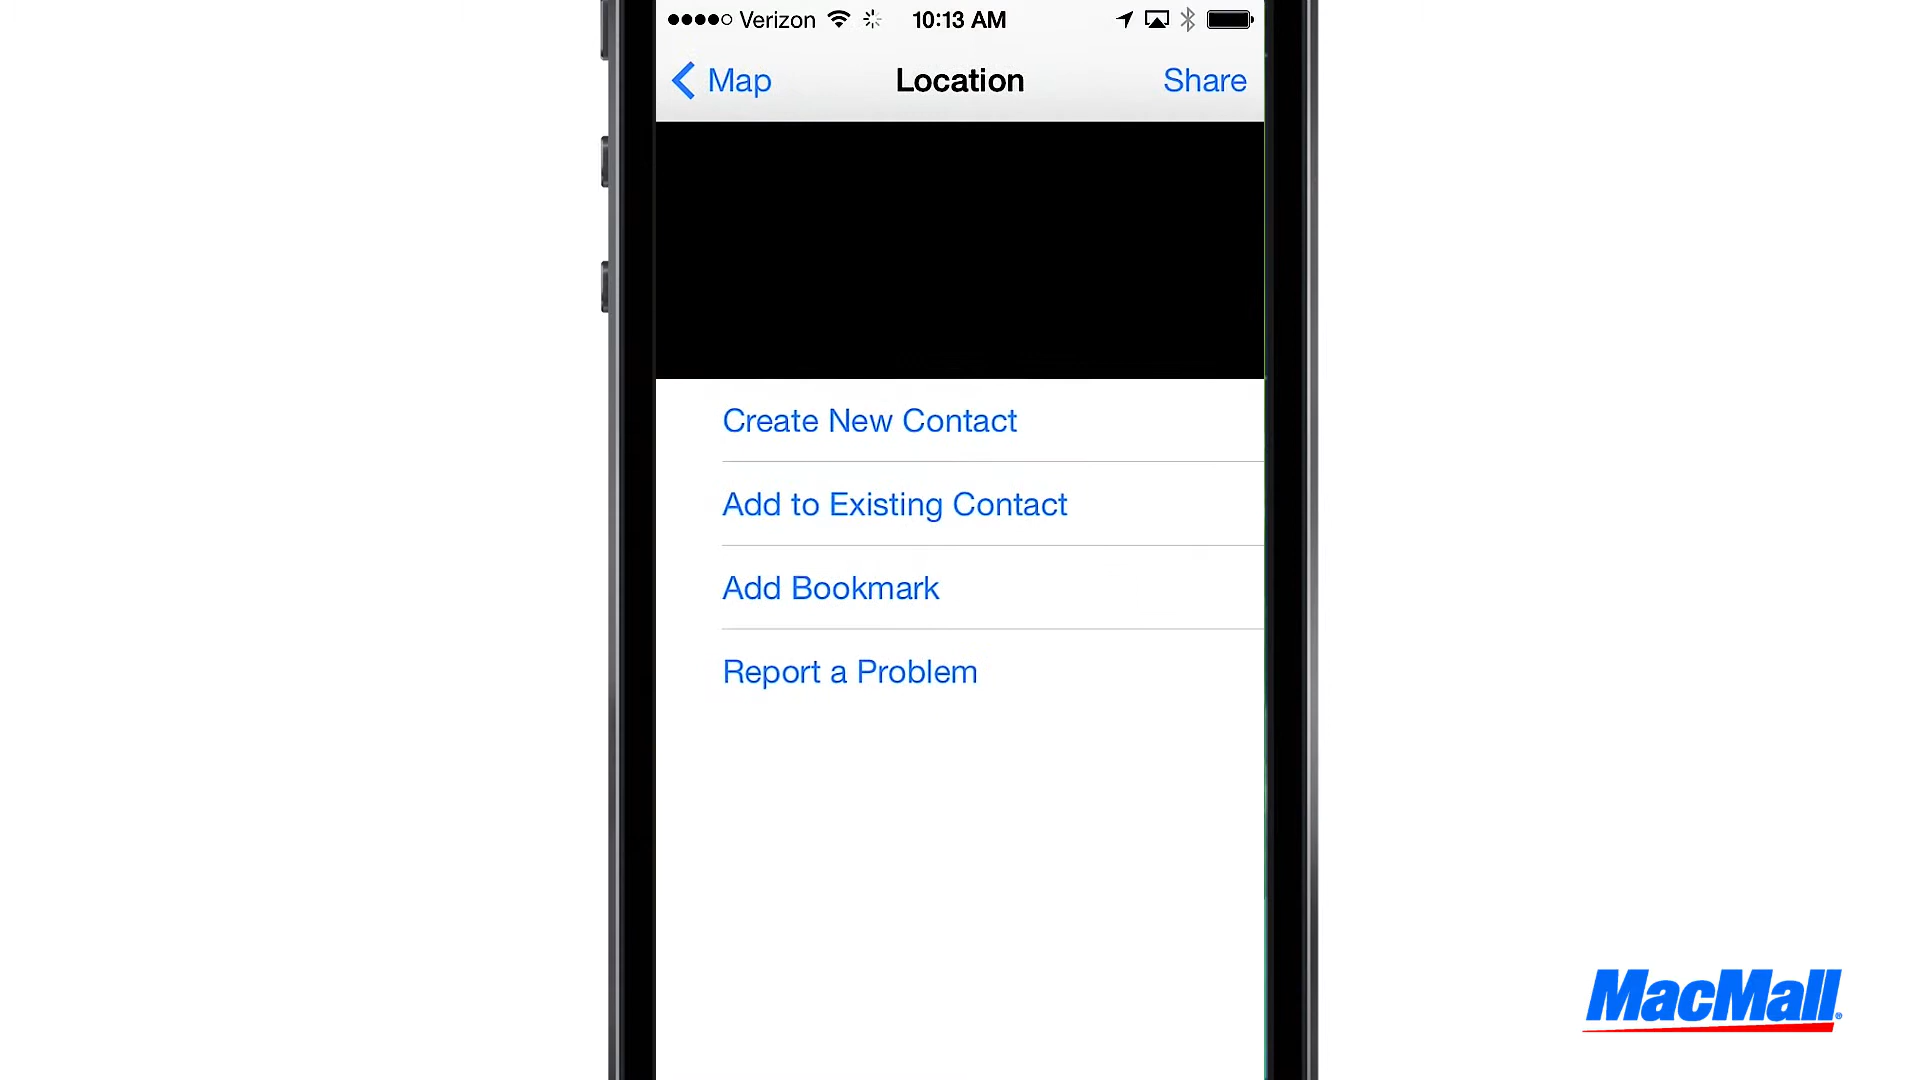 Verizon 10:13 AM
Map Location Share
Create New Contact
Add to Existing Contact
Add Bookmark
Report a Problem
MacMall®